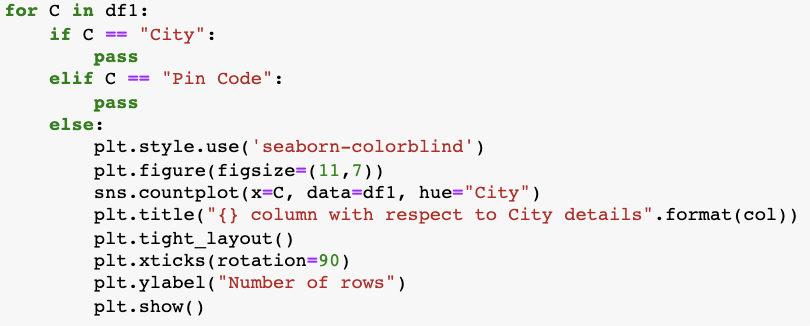 for C in df1:
    if C == "City":
        pass
    elif C == "Pin Code":
        pass
    else:
        plt.style.use('seaborn-colorblind')
        plt.figure(figsize=(11,7))
        sns.countplot(x=C, data=df1, hue="City")
        plt.title("{} column with respect to City details".format(col))
        plt.tight_layout()
        plt.xticks(rotation=90)
        plt.ylabel("Number of rows")
        plt.show()